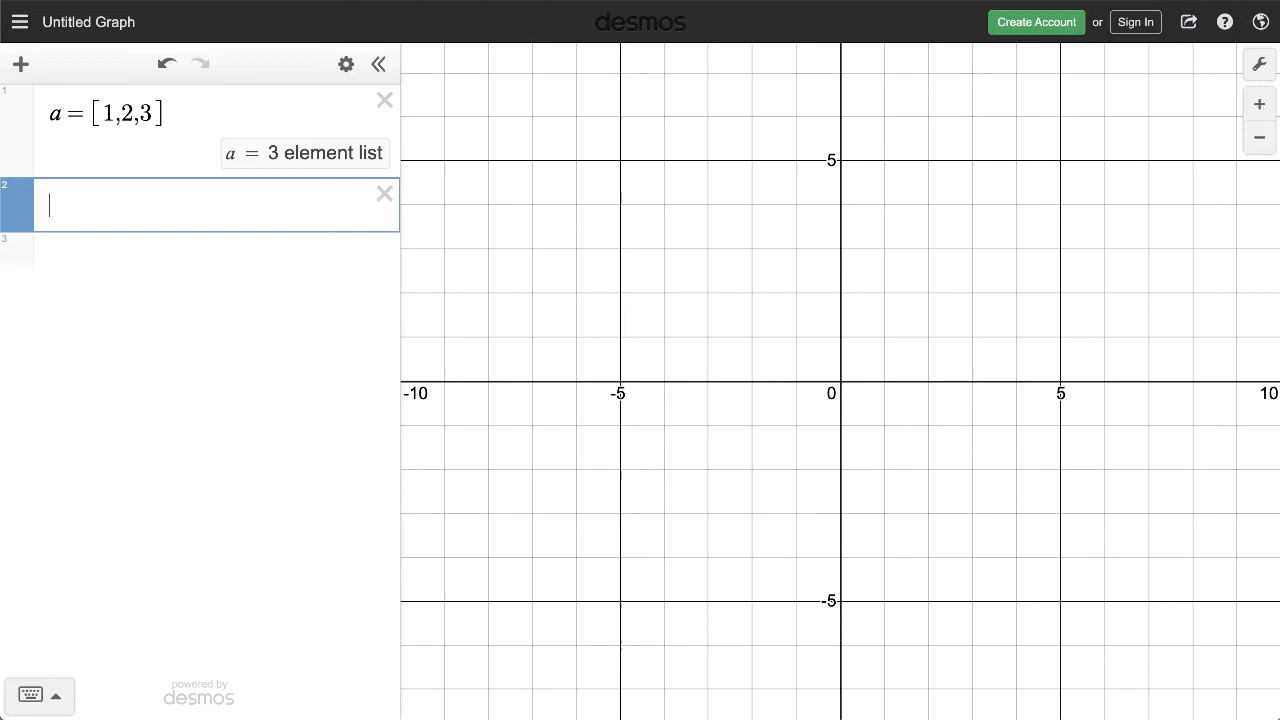 Untitled Graph
desmos
Create Account or Sign In
1
a = [1,2,3]
a = 3 element list
2
3
5
-10 -5 0 5 10
-5
powered by
desmos